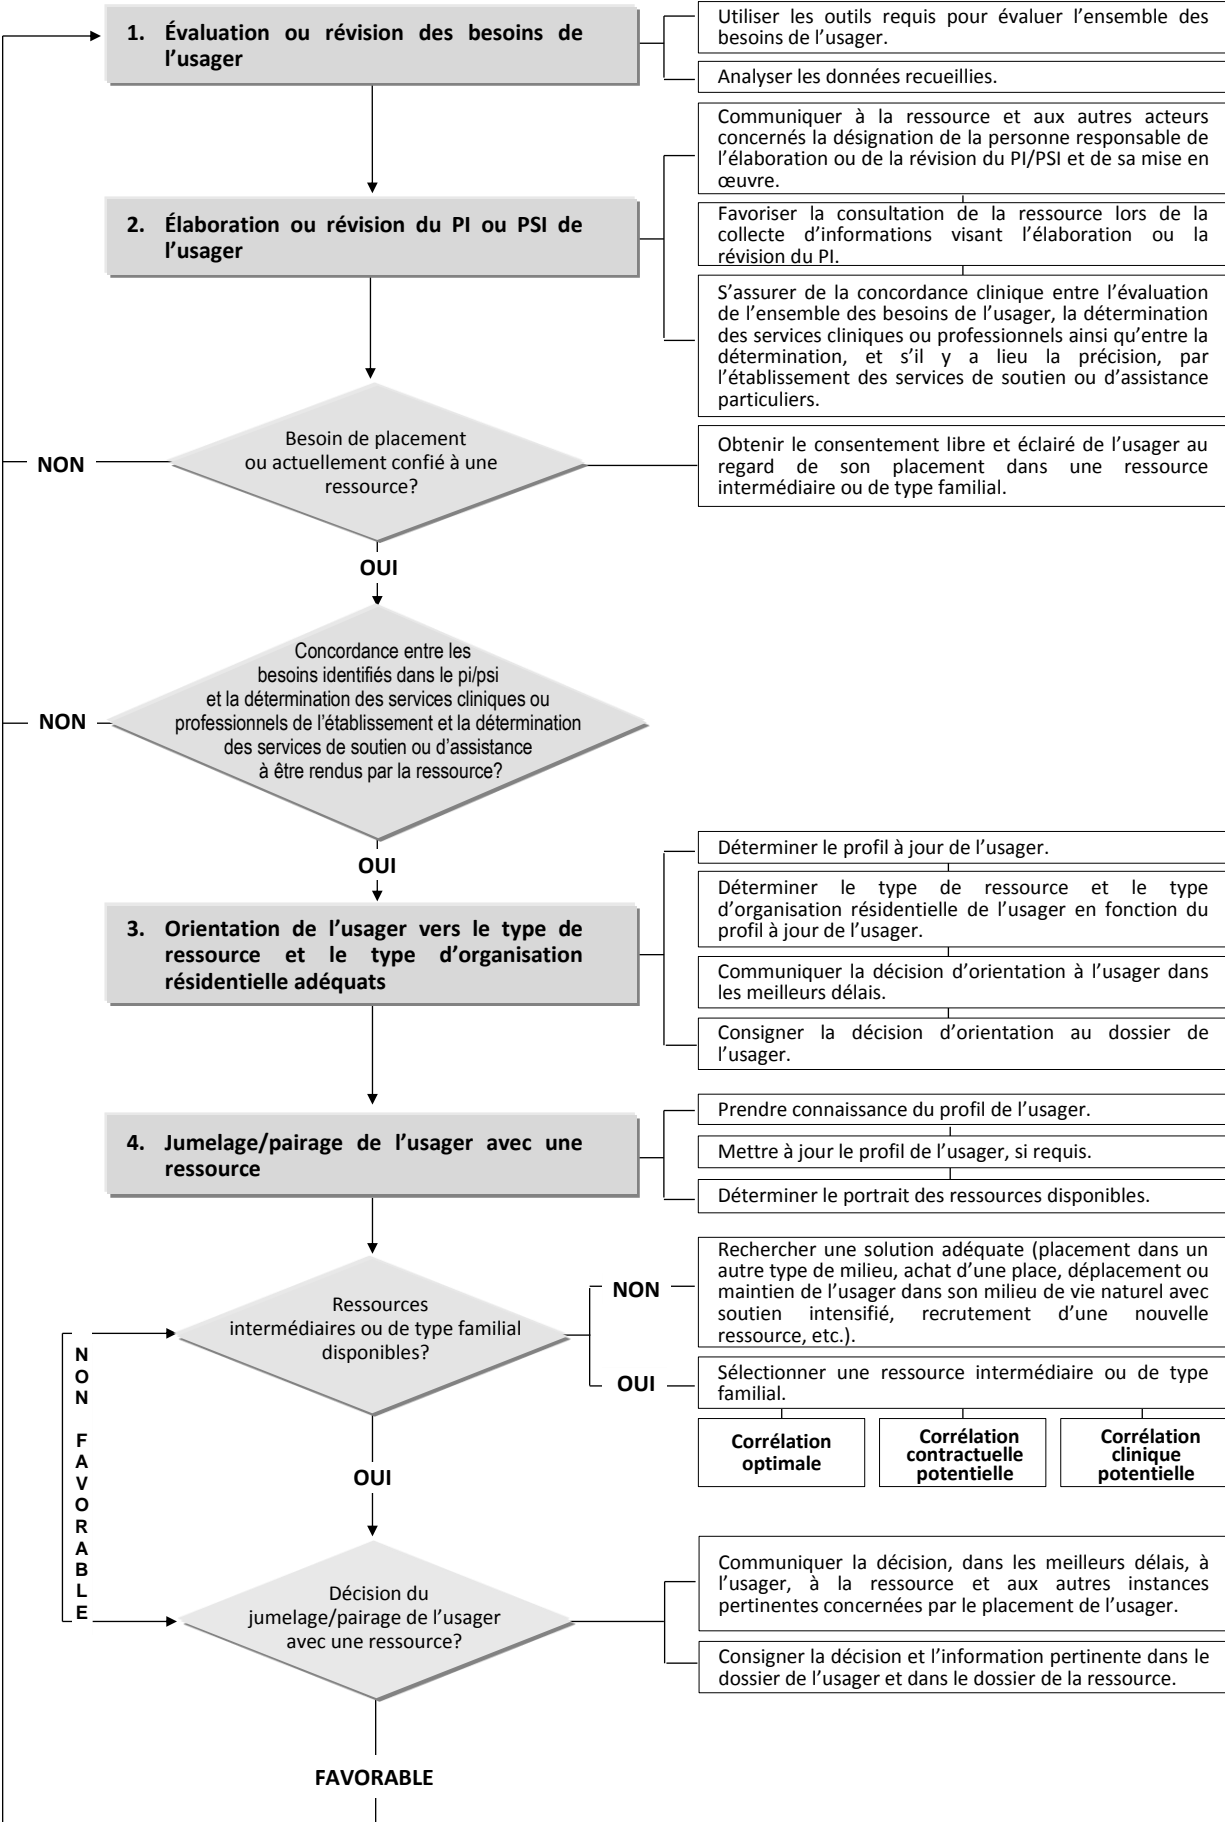 1. Évaluation ou révision des besoins de
l’usager
Utiliser les outils requis pour évaluer l’ensemble des
besoins de l’usager.
Analyser les données recueillies.
Communiquer à la ressource et aux autres acteurs
concernés la désignation de la personne responsable de
l’élaboration ou de la révision du PI/PSI et de sa mise en
œuvre.
2. Élaboration ou révision du PI ou PSI de
l’usager
Favoriser la consultation de la ressource lors de la
collecte d’informations visant l’élaboration ou la
révision du PI.
S’assurer de la concordance clinique entre l’évaluation
de l’ensemble des besoins de l’usager, la détermination
des services cliniques ou professionnels ainsi qu’entre la
détermination, et s’il y a lieu la précision, par
l’établissement des services de soutien ou d’assistance
particuliers.
Besoin de placement
ou actuellement confié à une
ressource?
NON
Obtenir le consentement libre et éclairé de l’usager au
regard de son placement dans une ressource
intermédiaire ou de type familial.
OUI
Concordance entre les
besoins identifiés dans le pi/psi
et la détermination des services cliniques ou
professionnels de l’établissement et la détermination
des services de soutien ou d’assistance
à être rendus par la ressource?
NON
OUI
3. Orientation de l’usager vers le type de
ressource et le type d’organisation
résidentielle adéquats
Déterminer le profil à jour de l’usager.
Déterminer le type de ressource et le type
d’organisation résidentielle de l’usager en fonction du
profil à jour de l’usager.
Communiquer la décision d’orientation à l’usager dans
les meilleurs délais.
Consigner la décision d’orientation au dossier de
l’usager.
4. Jumelage/pairage de l’usager avec une
ressource
Prendre connaissance du profil de l’usager.
Mettre à jour le profil de l’usager, si requis.
Déterminer le portrait des ressources disponibles.
Ressources
intermédiaires ou de type familial
disponibles?
NON
Rechercher une solution adéquate (placement dans un
autre type de milieu, achat d’une place, déplacement ou
maintien de l’usager dans son milieu de vie naturel avec
soutien intensifié, recrutement d’une nouvelle
ressource, etc.).
OUI
Sélectionner une ressource intermédiaire ou de type
familial.
Corrélation
optimale
Corrélation
contractuelle
potentielle
Corrélation
clinique
potentielle
NON FAVORABLE
OUI
Décision du
jumelage/pairage de l’usager
avec une ressource?
Communiquer la décision, dans les meilleurs délais, à
l’usager, à la ressource et aux autres instances
pertinentes concernées par le placement de l’usager.
Consigner la décision et l’information pertinente dans le
dossier de l’usager et dans le dossier de la ressource.
FAVORABLE